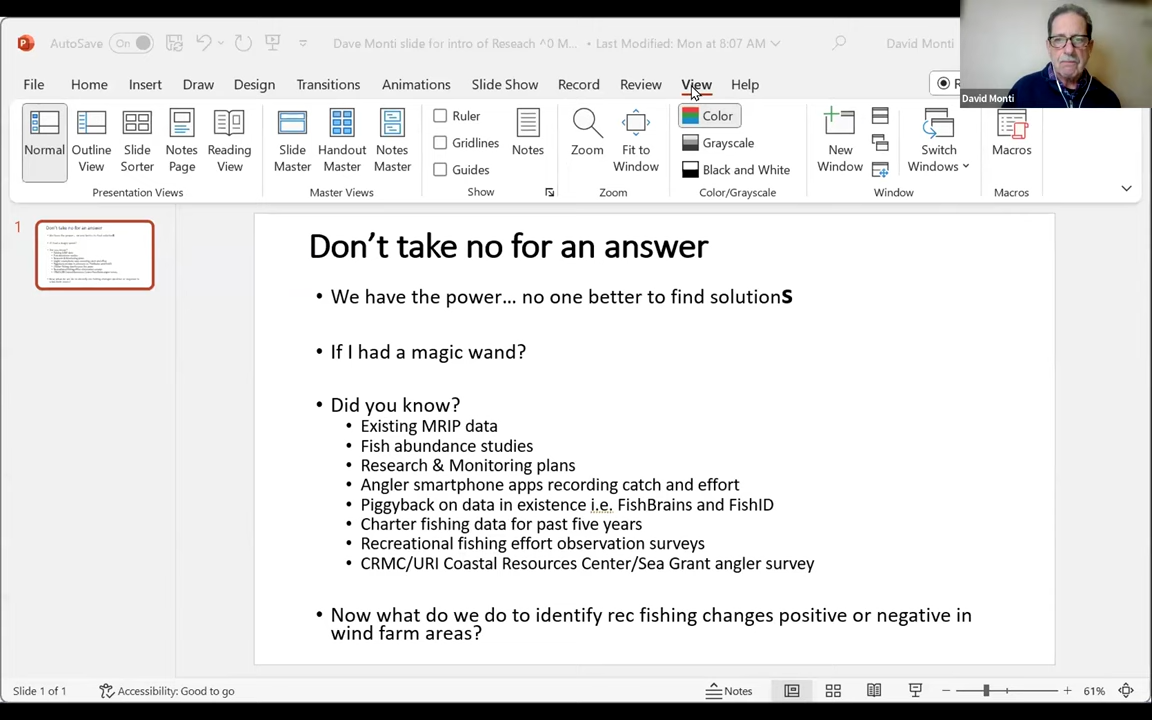 AutoSave On
Dave Monti slide for intro of Reseach ^0 M... • Last Modified: Mon at 8:07 AM
David Monti
File Home Insert Draw Design Transitions Animations Slide Show Record Review View Help
Normal
Outline View
Slide Sorter
Notes Page
Reading View
Presentation Views
Slide Master
Handout Master
Notes Master
Master Views
Ruler
Gridlines
Guides
Notes
Show
Zoom
Fit to Window
Zoom
Color
Grayscale
Black and White
Color/Grayscale
New Window
Switch Windows
Window
Macros
Macros
David Monti
1
Don't take no for an answer
Don’t take no for an answer
• We have the power... no one better to find solutionS
• If I had a magic wand?
• Did you know?
• Existing MRIP data
• Fish abundance studies
• Research & Monitoring plans
• Angler smartphone apps recording catch and effort
• Piggyback on data in existence i.e. FishBrains and FishID
• Charter fishing data for past five years
• Recreational fishing effort observation surveys
• CRMC/URI Coastal Resources Center/Sea Grant angler survey
• Now what do we do to identify rec fishing changes positive or negative in
wind farm areas?
Slide 1 of 1
Accessibility: Good to go
Notes
61%